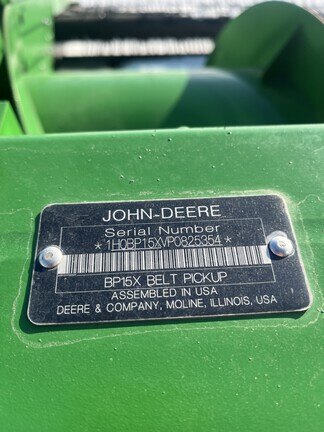 JOHN-DEERE
Serial Number
*1H0BP15XVP0825354*
BP15X BELT PICKUP
ASSEMBLED IN USA
DEERE & COMPANY, MOLINE, ILLINOIS, USA